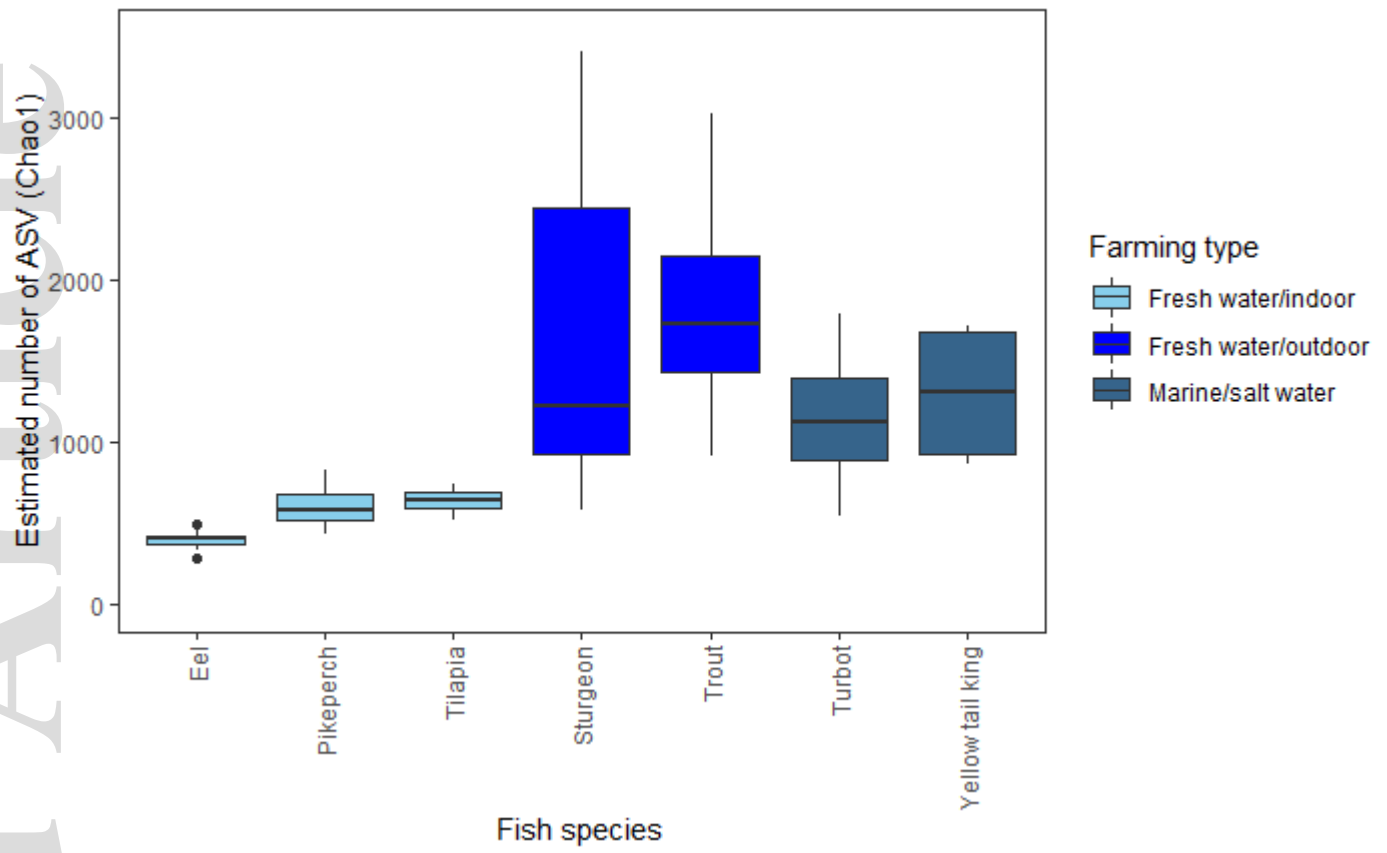 Estimated number of ASV (Chao1)
3000
2000
1000
0
Eel
Pikeperch
Tilapia
Sturgeon
Trout
Turbot
Yellow tail king
Fish species
Farming type
Fresh water/indoor
Fresh water/outdoor
Marine/salt water